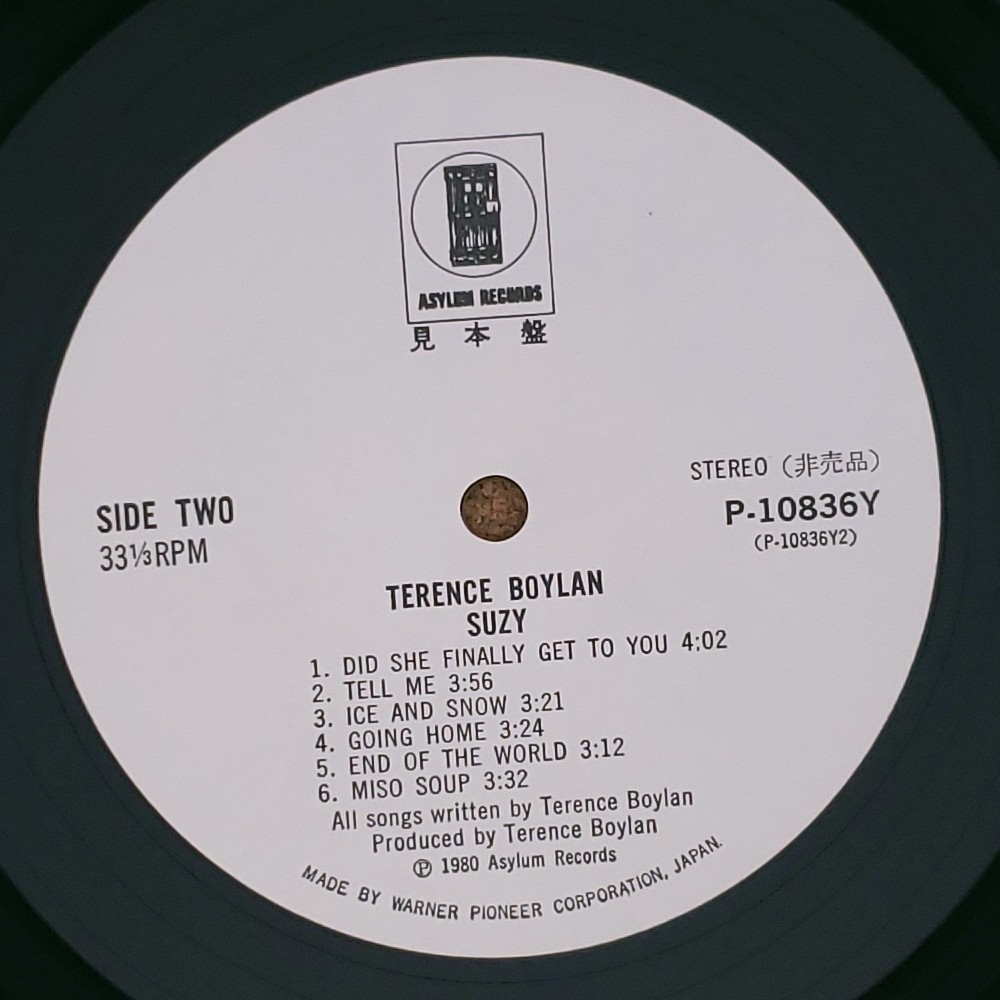 ASYLUM RECORDS
見本盤
STEREO (非売品)
SIDE TWO
P-10836Y
33⅓RPM
(P-10836Y2)
TERENCE BOYLAN
SUZY
1. DID SHE FINALLY GET TO YOU 4:02
2. TELL ME 3:56
3. ICE AND SNOW 3:21
4. GOING HOME 3:24
5. END OF THE WORLD 3:12
6. MISO SOUP 3:32
All songs written by Terence Boylan
Produced by Terence Boylan
℗ 1980 Asylum Records
MADE BY WARNER PIONEER CORPORATION, JAPAN.